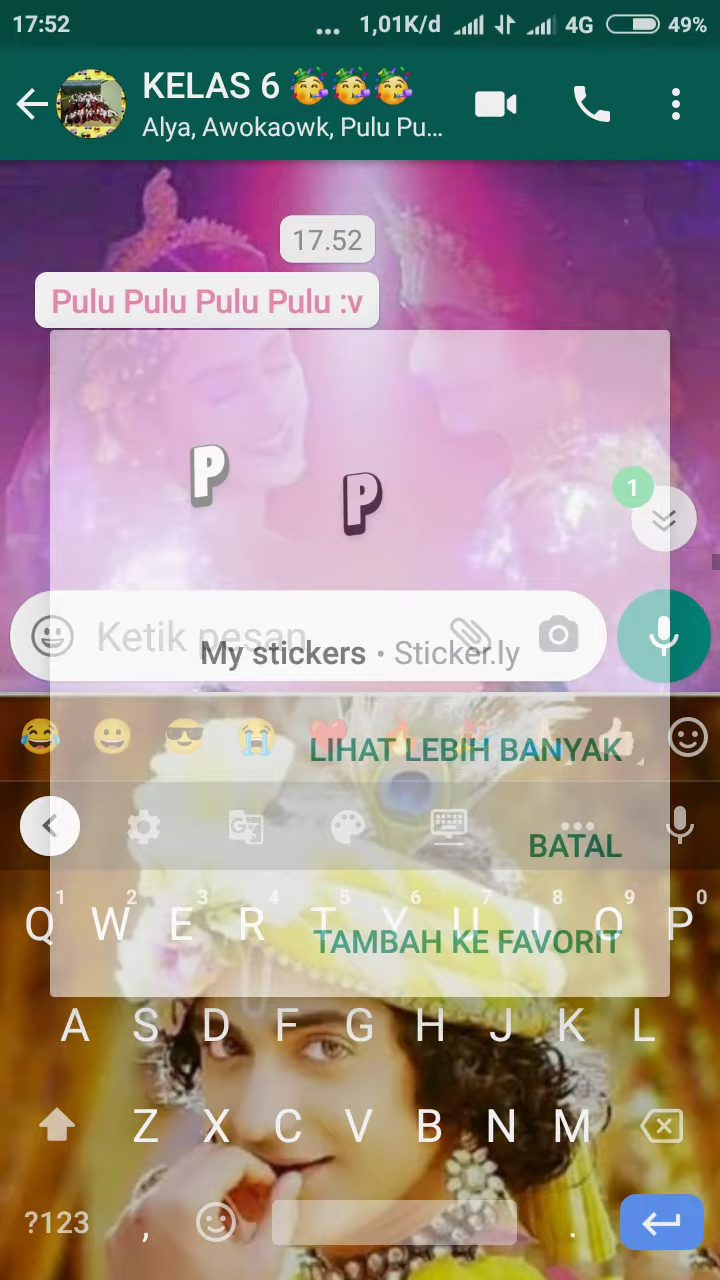 17:52
... 1,01K/d 4G 49%
KELAS 6 🥳🥳🥳
Alya, Awokaowk, Pulu Pu...
17.52
Pulu Pulu Pulu Pulu :v
P P
1
Ketik pesan
My stickers • Sticker.ly
LIHAT LEBIH BANYAK
BATAL
TAMBAH KE FAVORIT
1 2 3 4 5 6 7 8 9 0
Q W E R T Y U I O P
A S D F G H J K L
Z X C V B N M
?123 , .